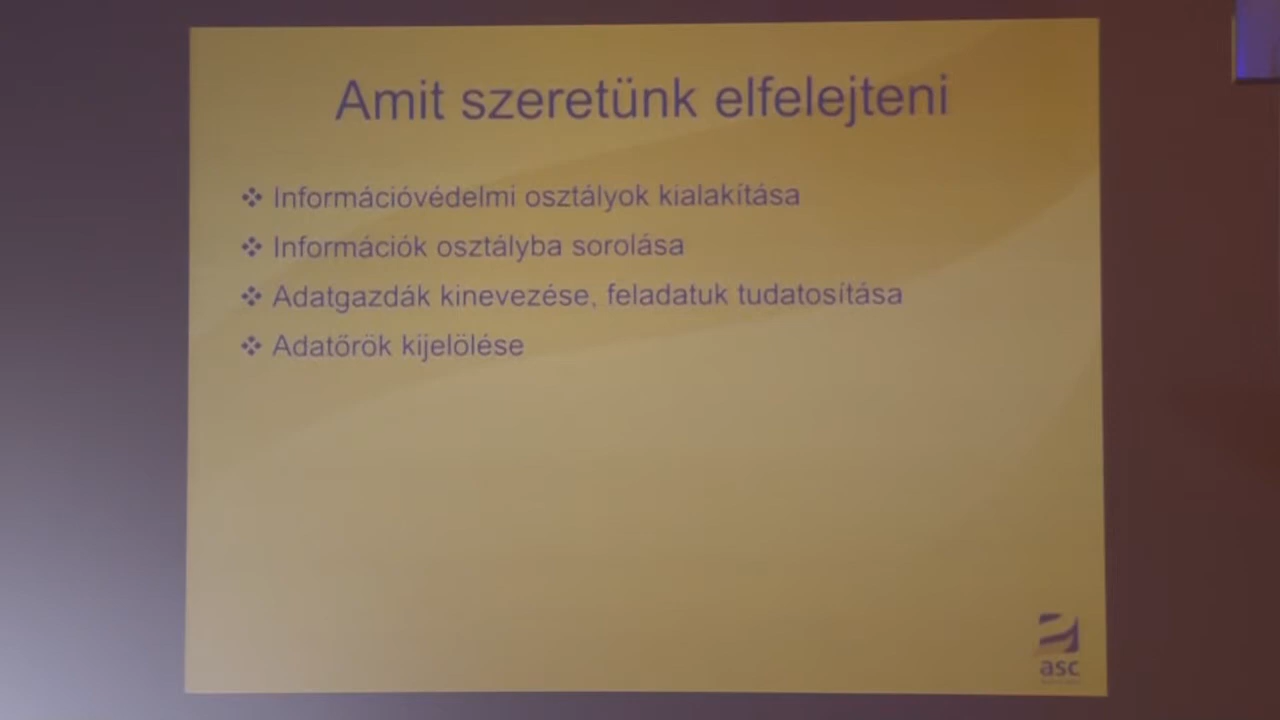 Amit szeretünk elfelejteni
❖ Információvédelmi osztályok kialakítása
❖ Információk osztályba sorolása
❖ Adatgazdák kinevezése, feladatuk tudatosítása
❖ Adatőrök kijelölése
asc